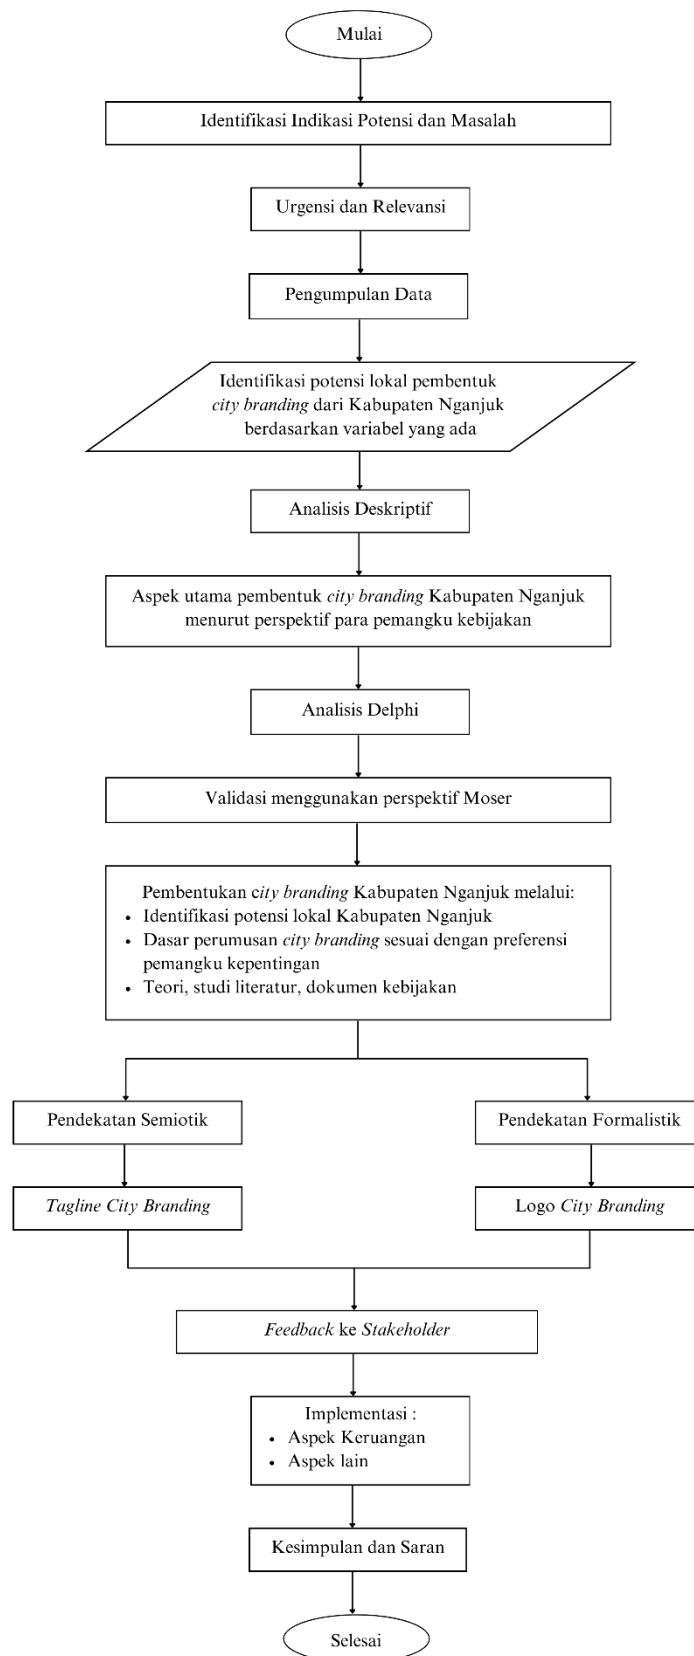 Mulai
Identifikasi Indikasi Potensi dan Masalah
Urgensi dan Relevansi
Pengumpulan Data
Identifikasi potensi lokal pembentuk
city branding dari Kabupaten Nganjuk
berdasarkan variabel yang ada
Analisis Deskriptif
Aspek utama pembentuk city branding Kabupaten Nganjuk
menurut perspektif para pemangku kebijakan
Analisis Delphi
Validasi menggunakan perspektif Moser
Pembentukan city branding Kabupaten Nganjuk melalui:
• Identifikasi potensi lokal Kabupaten Nganjuk
• Dasar perumusan city branding sesuai dengan preferensi
pemangku kepentingan
• Teori, studi literatur, dokumen kebijakan
Pendekatan Semiotik
Pendekatan Formalistik
Tagline City Branding
Logo City Branding
Feedback ke Stakeholder
Implementasi :
• Aspek Keruangan
• Aspek lain
Kesimpulan dan Saran
Selesai